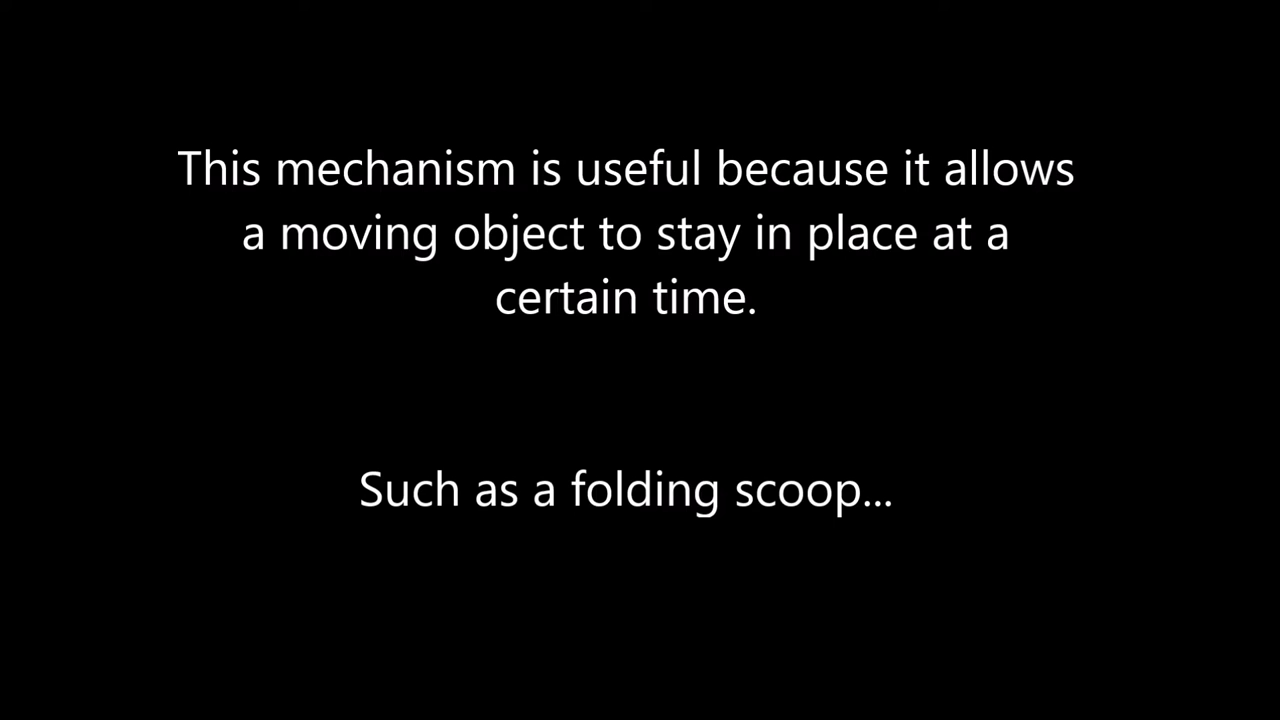 This mechanism is useful because it allows
a moving object to stay in place at a
certain time.
Such as a folding scoop...